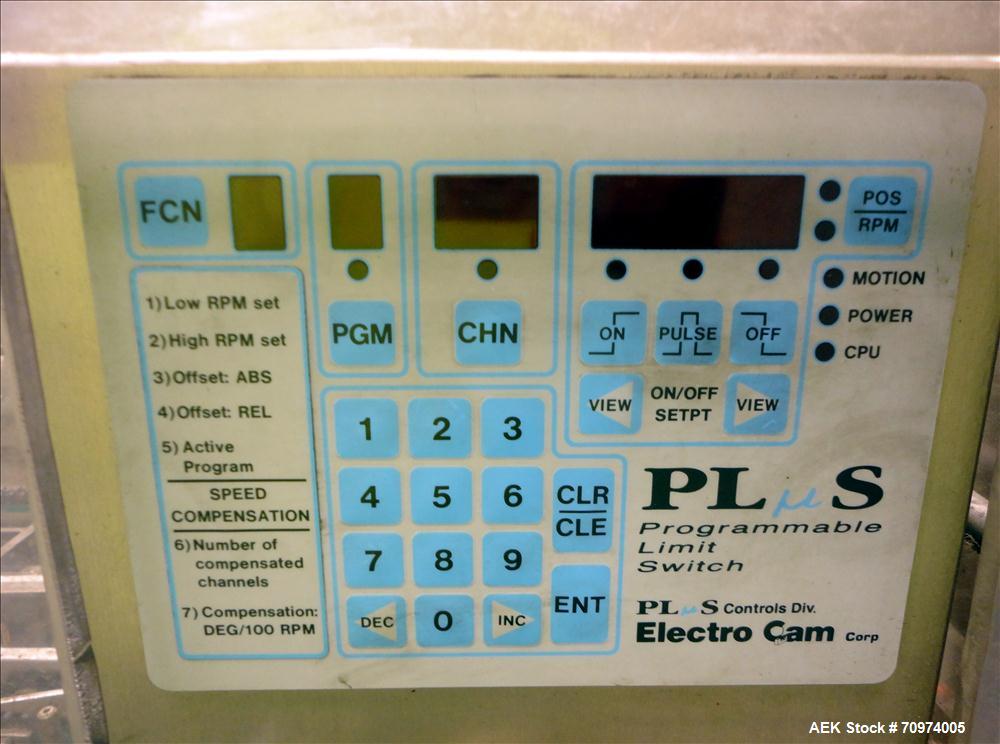 FCN
POS
RPM
MOTION
POWER
CPU
PGM
CHN
ON
PULSE
OFF
VIEW
ON/OFF
SETPT
VIEW
1) Low RPM set
2) High RPM set
3) Offset: ABS
4) Offset: REL
5) Active
Program
SPEED
COMPENSATION
6) Number of
compensated
channels
7) Compensation:
DEG/100 RPM
1 2 3
4 5 6
7 8 9
DEC 0 INC
CLR
CLE
ENT
PLµS
Programmable
Limit
Switch
PLµS Controls Div.
Electro Cam Corp
AEK Stock # 70974005